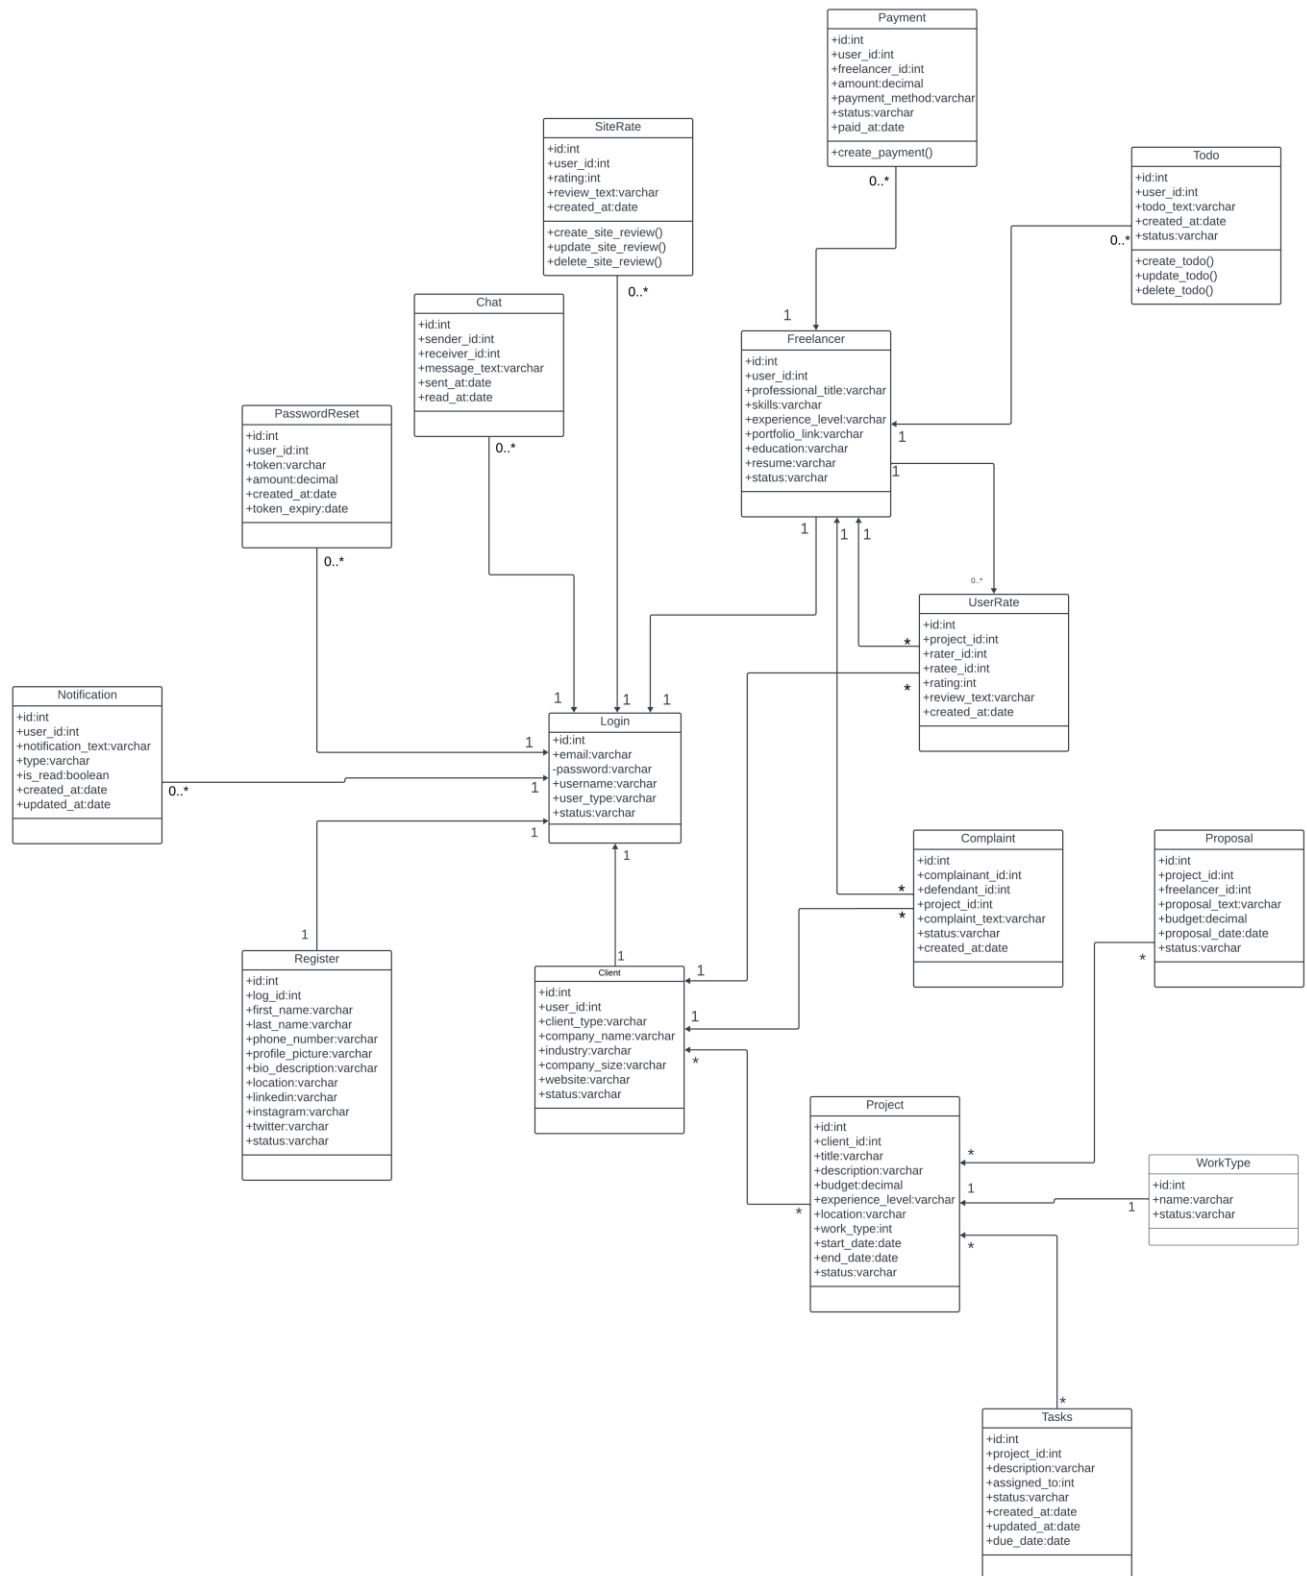 Payment
+id:int
+user_id:int
+freelancer_id:int
+amount:decimal
+payment_method:varchar
+status:varchar
+paid_at:date
+create_payment()
0..*
1
SiteRate
+id:int
+user_id:int
+rating:int
+review_text:varchar
+created_at:date
+create_site_review()
+update_site_review()
+delete_site_review()
0..*
1
Todo
+id:int
+user_id:int
+todo_text:varchar
+created_at:date
+status:varchar
+create_todo()
+update_todo()
+delete_todo()
0..*
1
Chat
+id:int
+sender_id:int
+receiver_id:int
+message_text:varchar
+sent_at:date
+read_at:date
0..*
1
Freelancer
+id:int
+user_id:int
+professional_title:varchar
+skills:varchar
+experience_level:varchar
+portfolio_link:varchar
+education:varchar
+resume:varchar
+status:varchar
1
1
1
1
1
PasswordReset
+id:int
+user_id:int
+token:varchar
+amount:decimal
+created_at:date
+token_expiry:date
0..*
1
0..*
UserRate
+id:int
+project_id:int
+rater_id:int
+ratee_id:int
+rating:int
+review_text:varchar
+created_at:date
*
*
Notification
+id:int
+user_id:int
+notification_text:varchar
+type:varchar
+is_read:boolean
+created_at:date
+updated_at:date
0..*
1
Login
+id:int
+email:varchar
-password:varchar
+username:varchar
+user_type:varchar
+status:varchar
1
1
Complaint
+id:int
+complainant_id:int
+defendant_id:int
+project_id:int
+complaint_text:varchar
+status:varchar
+created_at:date
*
*
Proposal
+id:int
+project_id:int
+freelancer_id:int
+proposal_text:varchar
+budget:decimal
+proposal_date:date
+status:varchar
*
1
Register
+id:int
+log_id:int
+first_name:varchar
+last_name:varchar
+phone_number:varchar
+profile_picture:varchar
+bio_description:varchar
+location:varchar
+linkedin:varchar
+instagram:varchar
+twitter:varchar
+status:varchar
1
Client
+id:int
+user_id:int
+client_type:varchar
+company_name:varchar
+industry:varchar
+company_size:varchar
+website:varchar
+status:varchar
1
1
*
Project
+id:int
+client_id:int
+title:varchar
+description:varchar
+budget:decimal
+experience_level:varchar
+location:varchar
+work_type:int
+start_date:date
+end_date:date
+status:varchar
*
*
1
*
WorkType
+id:int
+name:varchar
+status:varchar
1
*
Tasks
+id:int
+project_id:int
+description:varchar
+assigned_to:int
+status:varchar
+created_at:date
+updated_at:date
+due_date:date